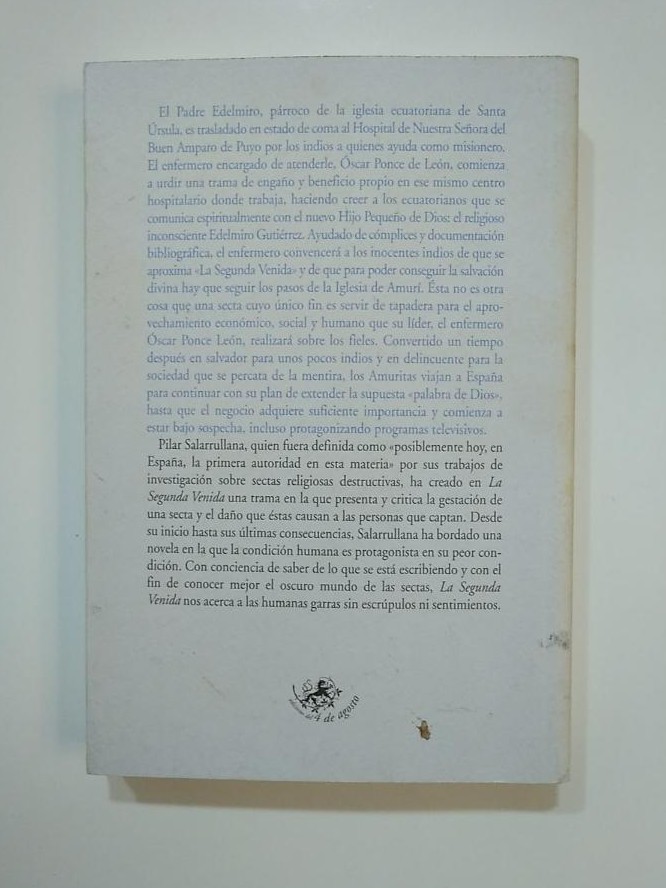 El Padre Edelmiro, párroco de la iglesia ecuatoriana de Santa
Úrsula, es trasladado en estado de coma al Hospital de Nuestra Señora del
Buen Amparo de Puyo por los indios a quienes ayuda como misionero.
El enfermero encargado de atenderle, Óscar Ponce de León, comienza
a urdir una trama de engaño y beneficio propio en ese mismo centro
hospitalario donde trabaja, haciendo creer a los ecuatorianos que se
comunica espiritualmente con el nuevo Hijo Pequeño de Dios: el religioso
inconsciente Edelmiro Gutiérrez. Ayudado de cómplices y documentación
bibliográfica, el enfermero convencerá a los inocentes indios de que se
aproxima «La Segunda Venida» y de que para poder conseguir la salvación
divina hay que seguir los pasos de la Iglesia de Amurí. Ésta no es otra
cosa que una secta cuyo único fin es servir de tapadera para el apro-
vechamiento económico, social y humano que su líder, el enfermero
Óscar Ponce León, realizará sobre los fieles. Convertido un tiempo
después en salvador para unos pocos indios y en delincuente para la
sociedad que se percata de la mentira, los Amuritas viajan a España
para continuar con su plan de extender la supuesta «palabra de Dios»,
hasta que el negocio adquiere suficiente importancia y comienza a
estar bajo sospecha, incluso protagonizando programas televisivos.
Pilar Salarrullana, quien fuera definida como «posiblemente hoy, en
España, la primera autoridad en esta materia» por sus trabajos de
investigación sobre sectas religiosas destructivas, ha creado en La
Segunda Venida una trama en la que presenta y critica la gestación de
una secta y el daño que éstas causan a las personas que captan. Desde
su inicio hasta sus últimas consecuencias, Salarrullana ha bordado una
novela en la que la condición humana es protagonista en su peor con-
dición. Con conciencia de saber de lo que se está escribiendo y con el
fin de conocer mejor el oscuro mundo de las sectas, La Segunda
Venida nos acerca a las humanas garras sin escrúpulos ni sentimientos.
ediciones del 4 de agosto